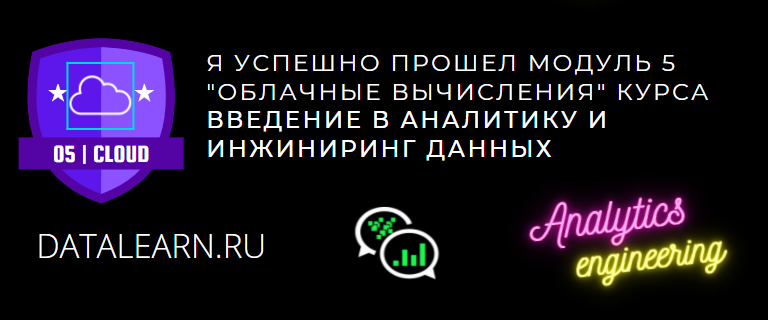 Я УСПЕШНО ПРОШЕЛ МОДУЛЬ 5
"ОБЛАЧНЫЕ ВЫЧИСЛЕНИЯ" КУРСА
ВВЕДЕНИЕ В АНАЛИТИКУ И
ИНЖИНИРИНГ ДАННЫХ
05 | CLOUD
DATALEARN.RU
Analytics
engineering